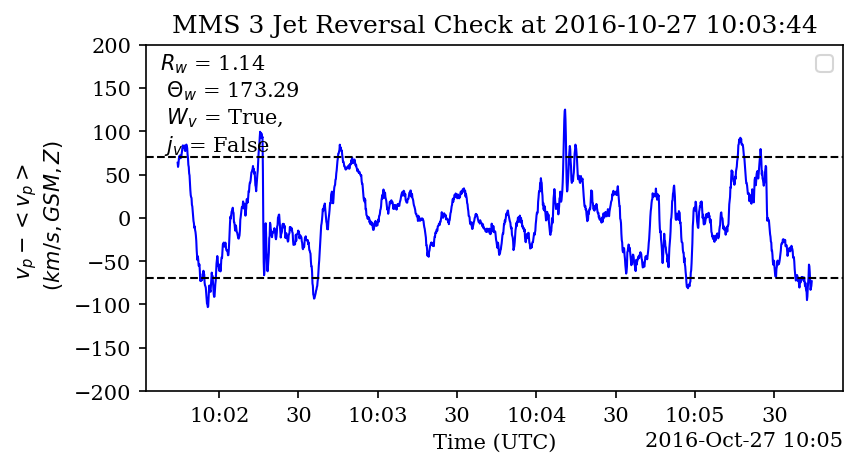 MMS 3 Jet Reversal Check at 2016-10-27 10:03:44
200
150
100
50
0
−50
−100
−150
−200
v_p − < v_p >
(km/s, GSM, Z)
R_w = 1.14
Θ_w = 173.29
W_v = True,
j_v = False
10:02 30 10:03 30 10:04 30 10:05 30
Time (UTC)
2016-Oct-27 10:05